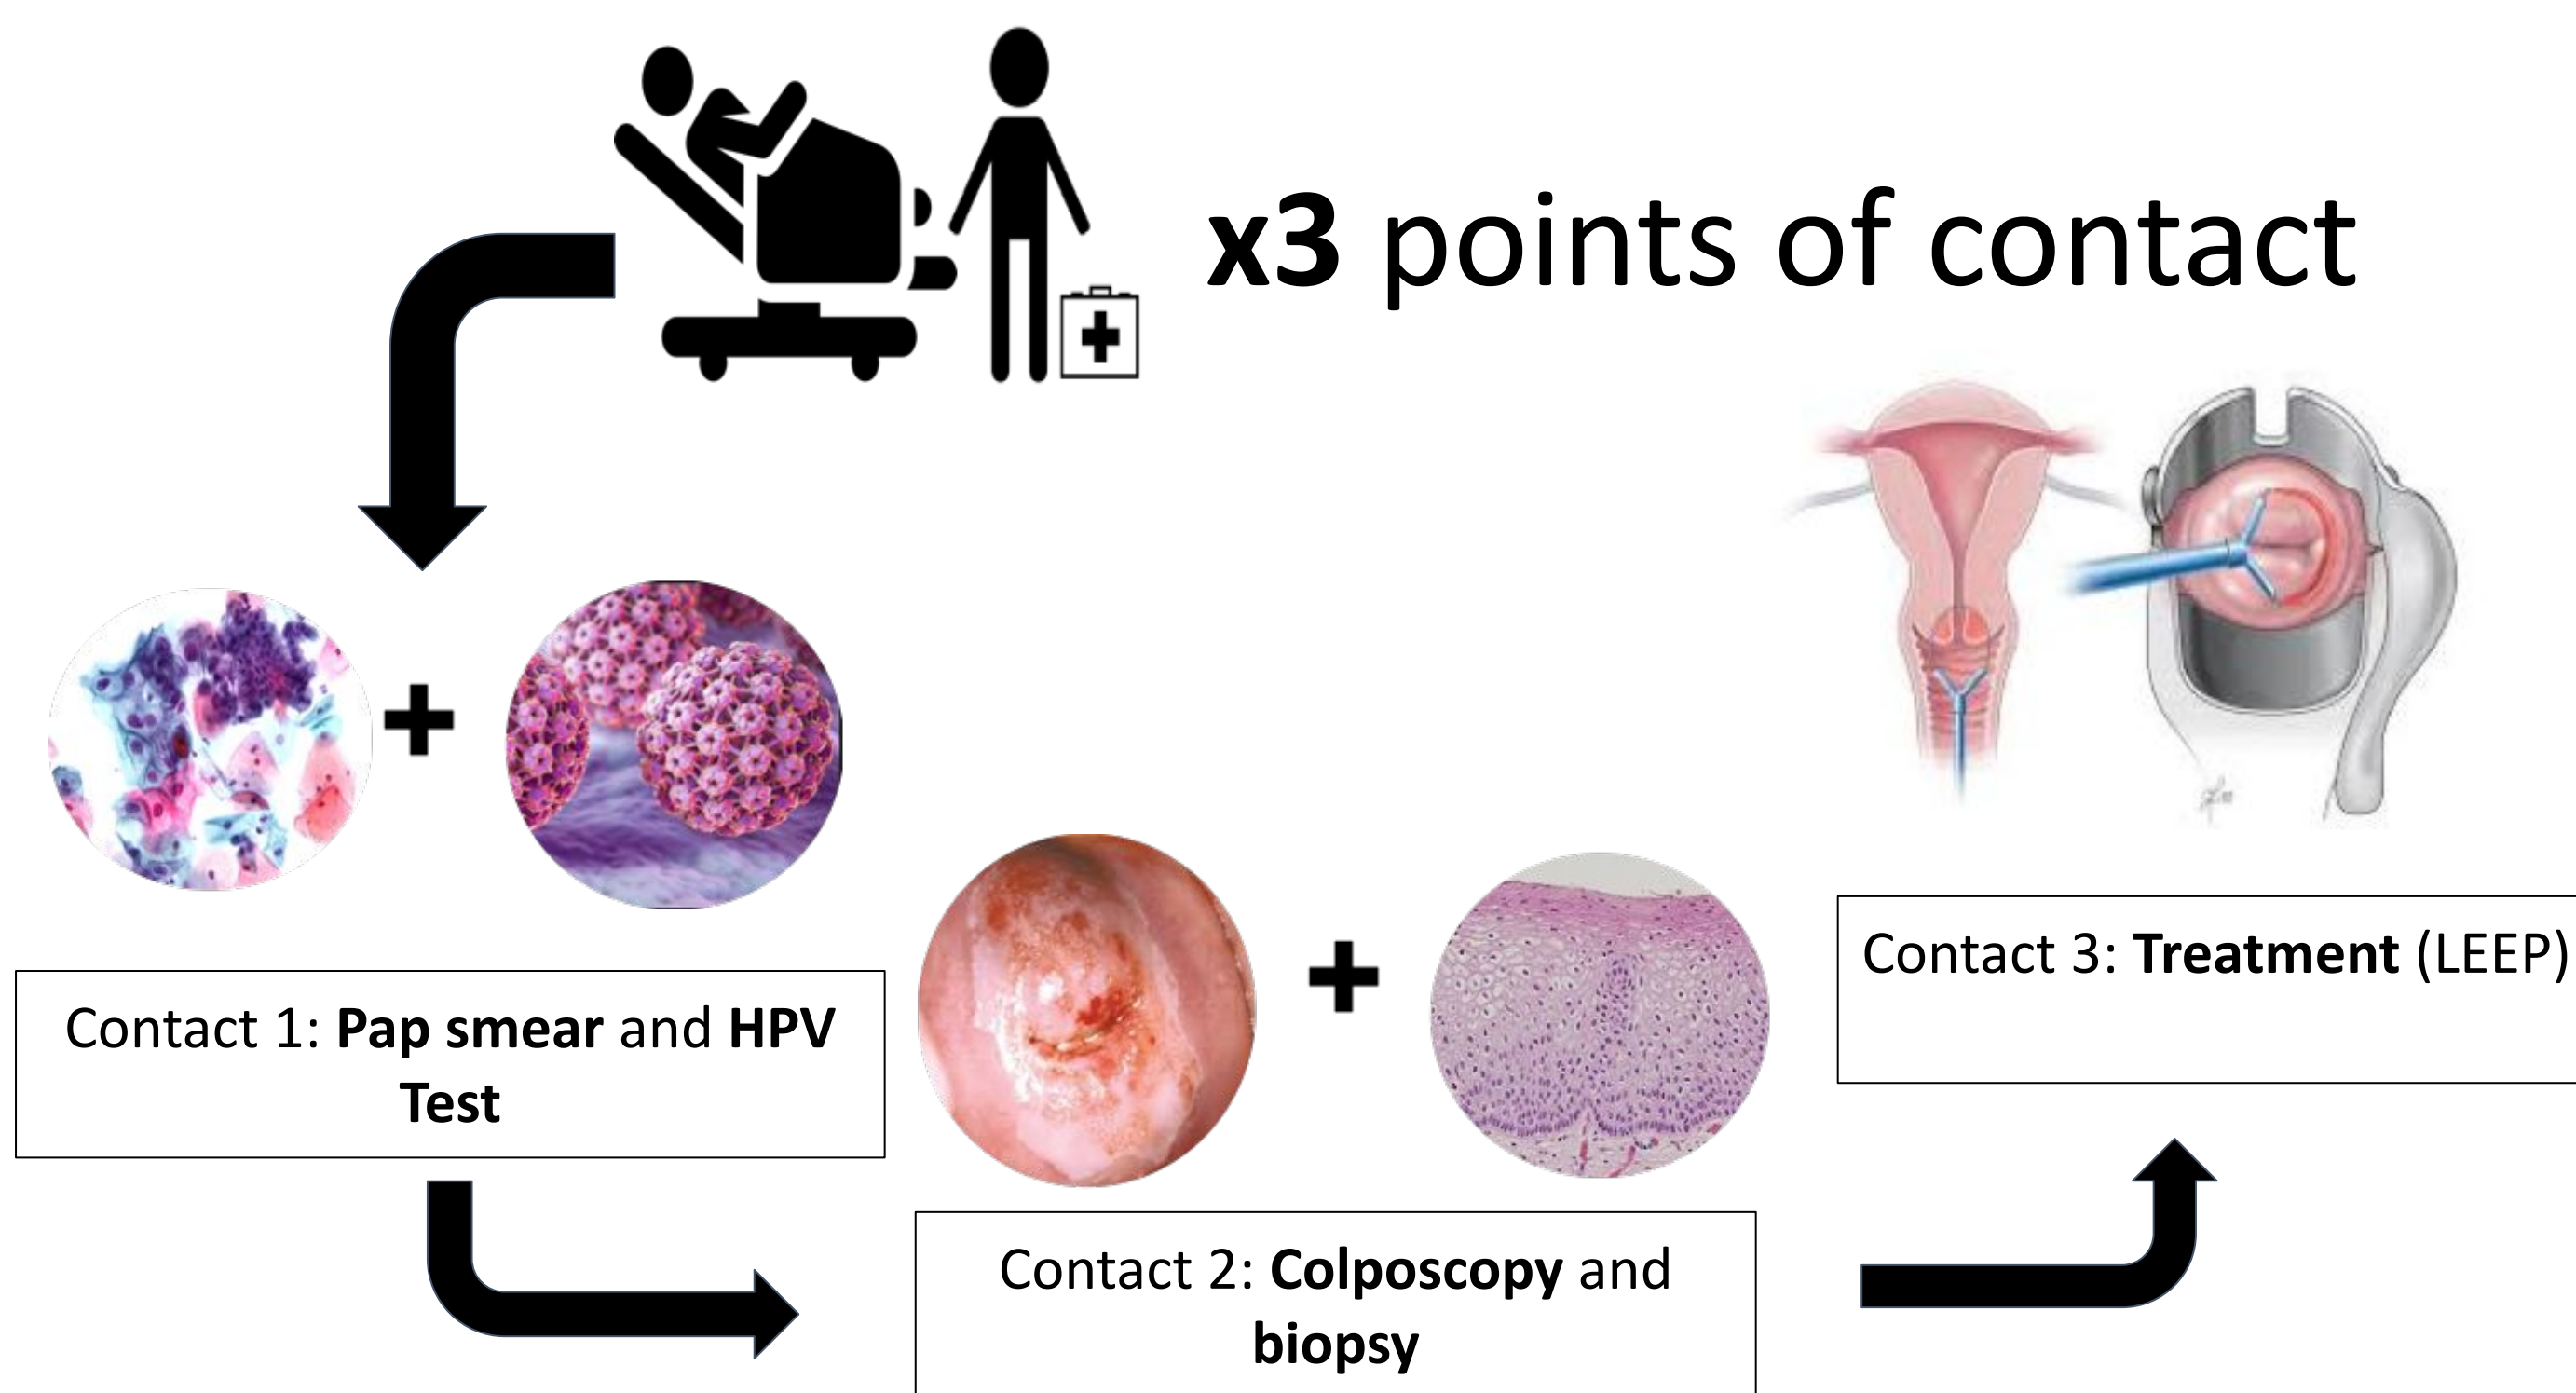 x3 points of contact
Contact 1: Pap smear and HPV
Test
Contact 2: Colposcopy and
biopsy
Contact 3: Treatment (LEEP)